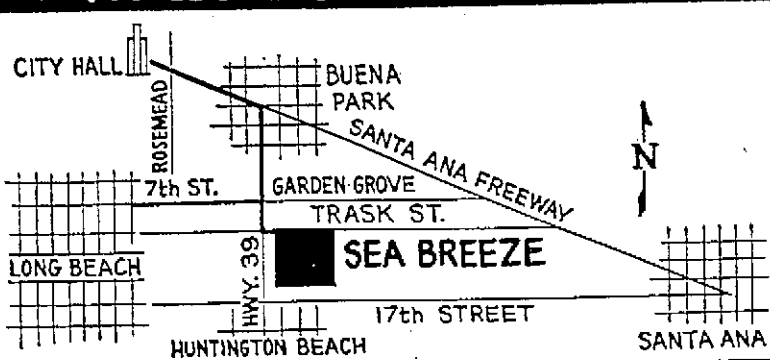 CITY HALL
ROSEMEAD
BUENA
PARK
SANTA ANA FREEWAY
N
7th ST.
GARDEN GROVE
TRASK ST.
LONG BEACH
HWY. 39
SEA BREEZE
17th STREET
HUNTINGTON BEACH
SANTA ANA